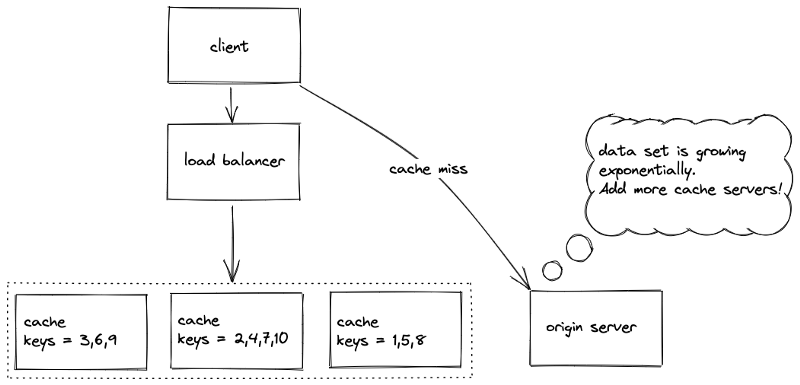 client
load balancer
cache miss
data set is growing
exponentially.
Add more cache servers!
cache
keys = 3,6,9
cache
keys = 2,4,7,10
cache
keys = 1,5,8
origin server